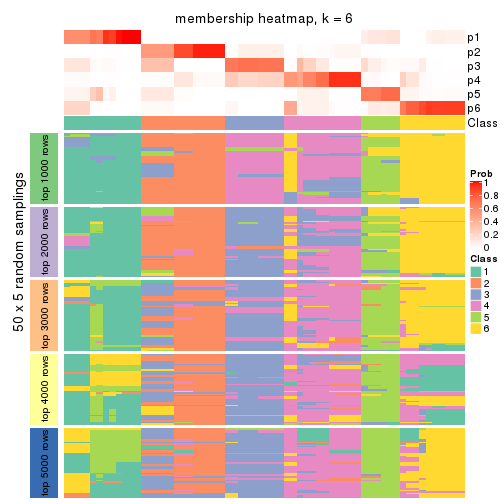 membership heatmap, k = 6
p1
p2
p3
p4
p5
p6
Class
50 x 5 random samplings
top 1000 rows
top 2000 rows
top 3000 rows
top 4000 rows
top 5000 rows
Prob
1
0.8
0.6
0.4
0.2
0
Class
1
2
3
4
5
6